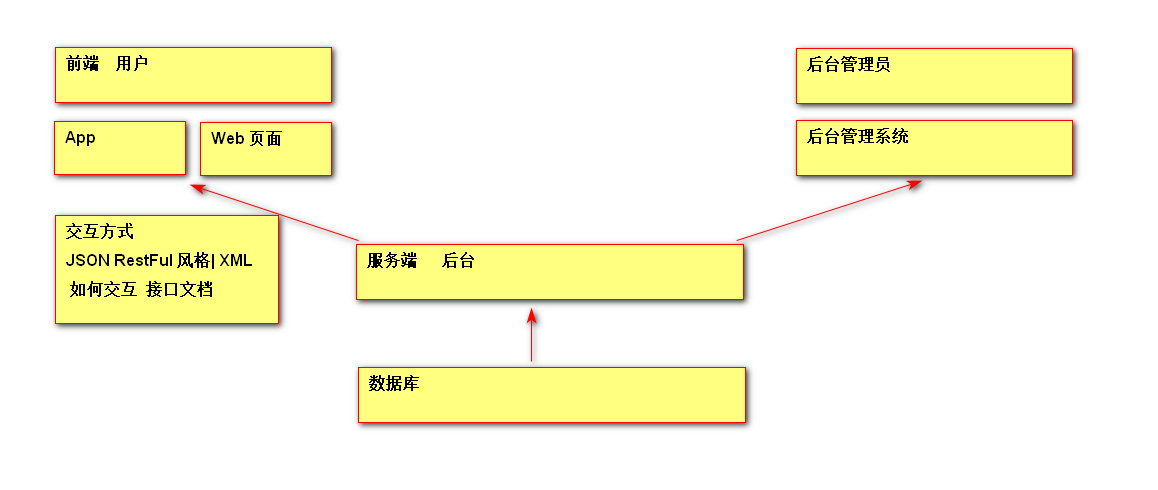 前端 用户
后台管理员
App
Web 页面
后台管理系统
交互方式
JSON RestFul 风格| XML
如何交互 接口文档
服务端 后台
数据库